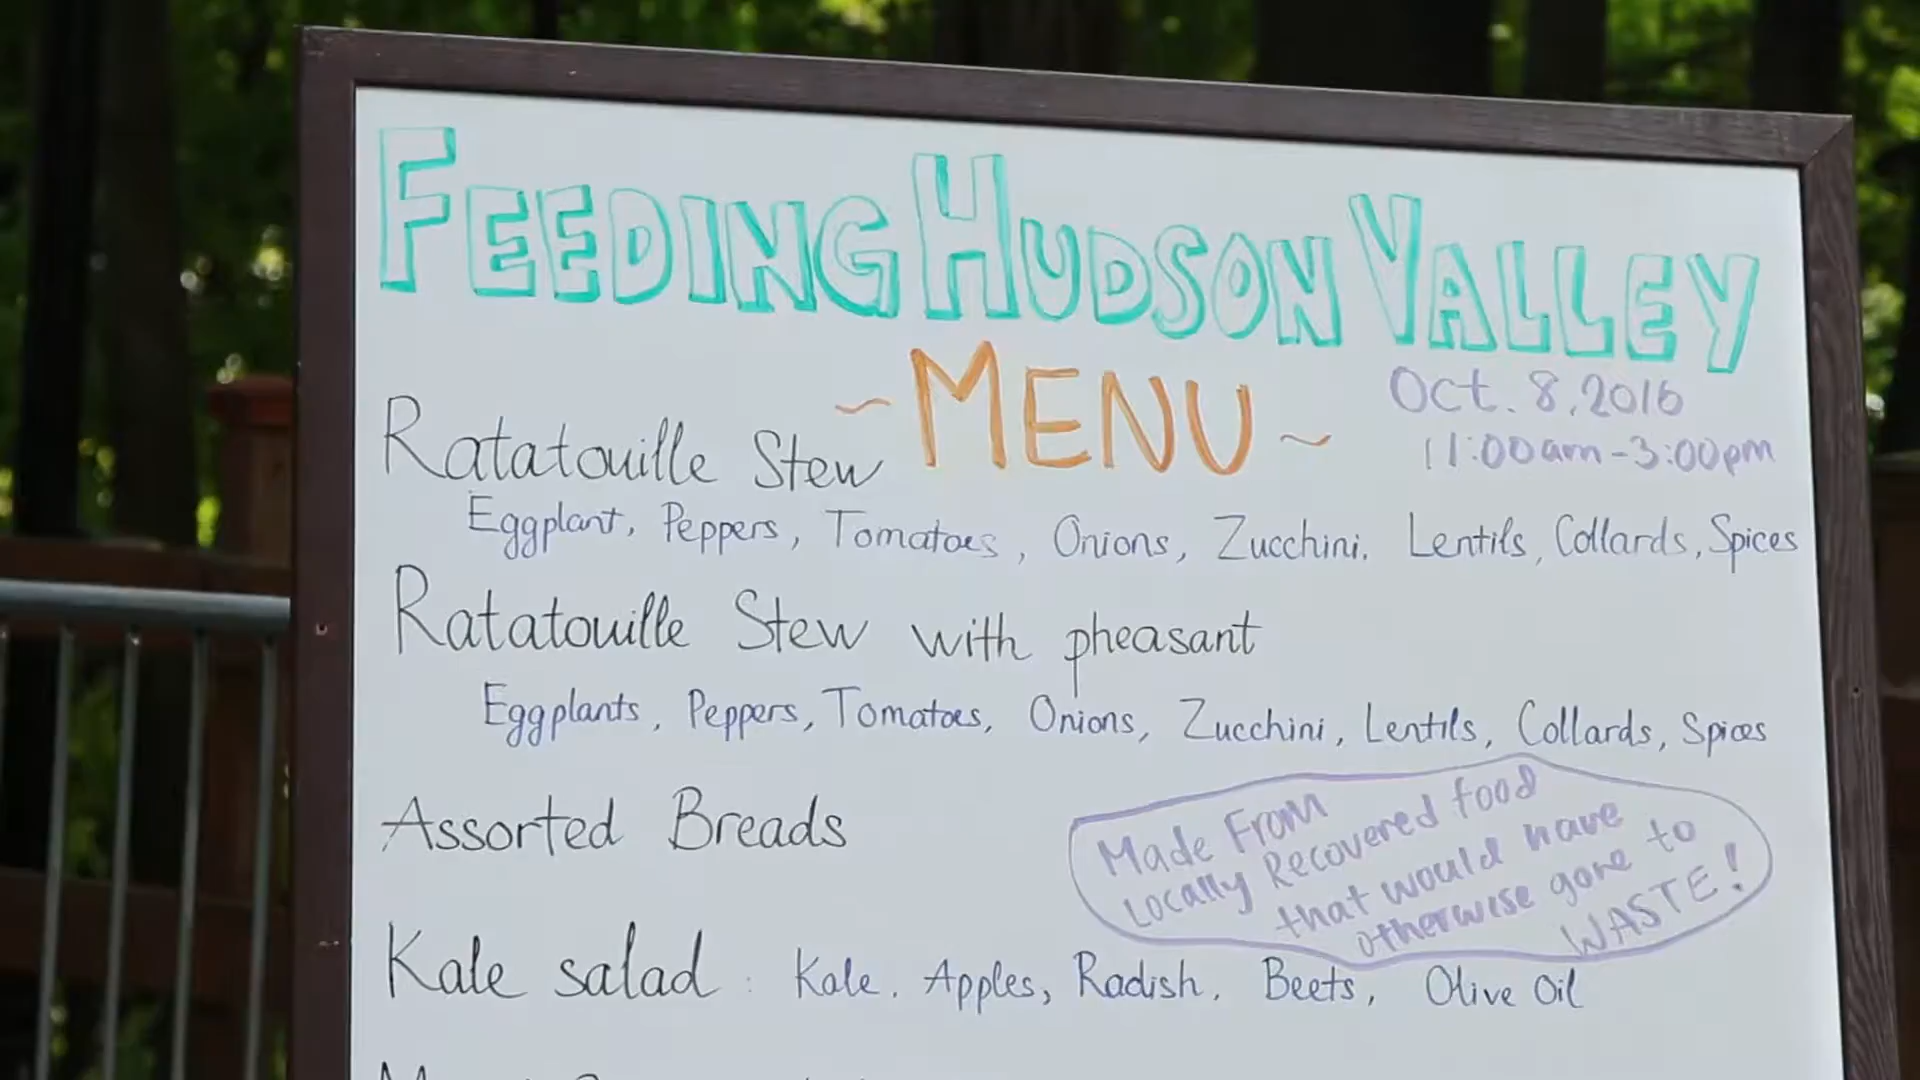 FEEDING HUDSON VALLEY
~MENU~
Oct. 8, 2016
11:00am-3:00pm
Ratatouille Stew
Eggplant, Peppers, Tomatoes, Onions, Zucchini, Lentils, Collards, Spices
Ratatouille Stew with pheasant
Eggplants, Peppers, Tomatoes, Onions, Zucchini, Lentils, Collards, Spices
Assorted Breads
Made From
Locally Recovered food
that would have
otherwise gone to
WASTE!
Kale salad: Kale, Apples, Radish, Beets, Olive Oil